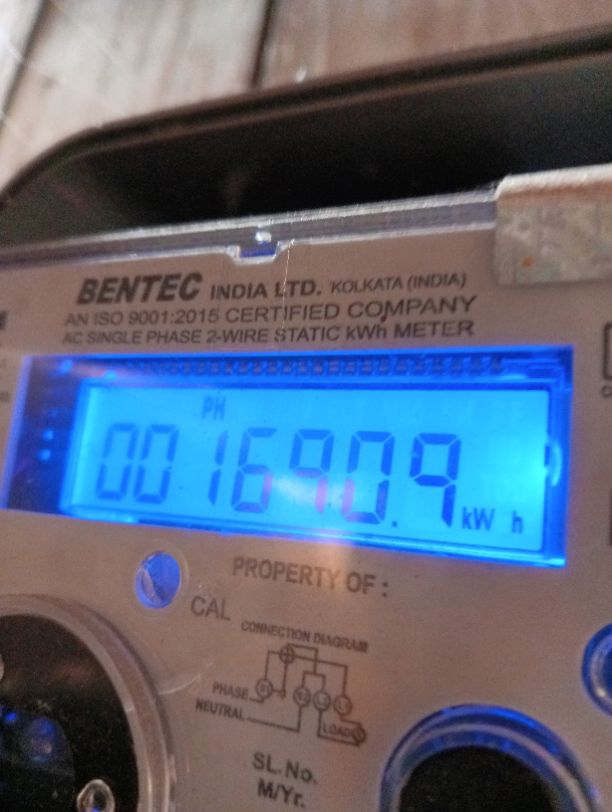 BENTEC INDIA LTD. KOLKATA (INDIA)
AN ISO 9001:2015 CERTIFIED COMPANY
AC SINGLE PHASE 2-WIRE STATIC kWh METER
PH
001690.9 kW h
PROPERTY OF :
CAL
CONNECTION DIAGRAM
PHASE
NEUTRAL
LOAD
SL.No.
M/Yr.